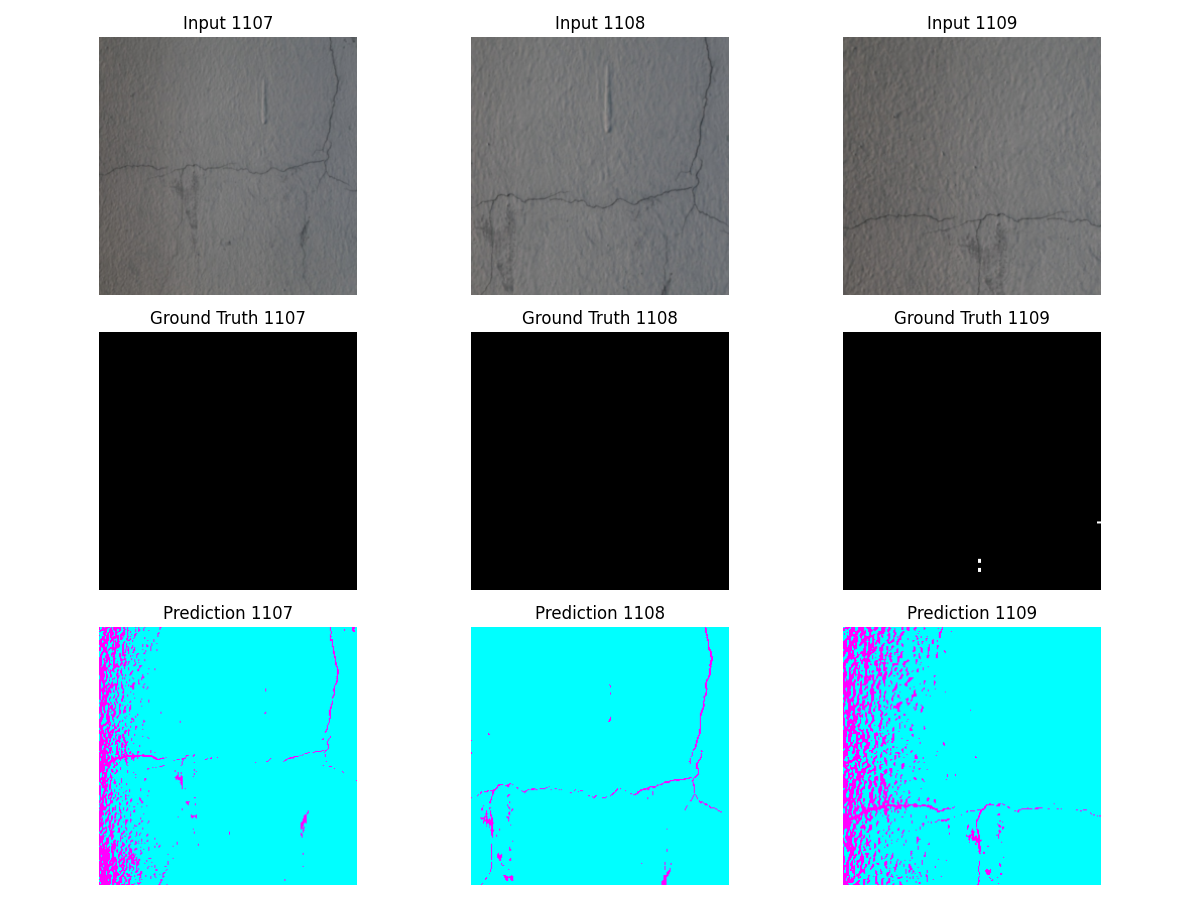 Input 1107
Input 1108
Input 1109
Ground Truth 1107
Ground Truth 1108
Ground Truth 1109
Prediction 1107
Prediction 1108
Prediction 1109